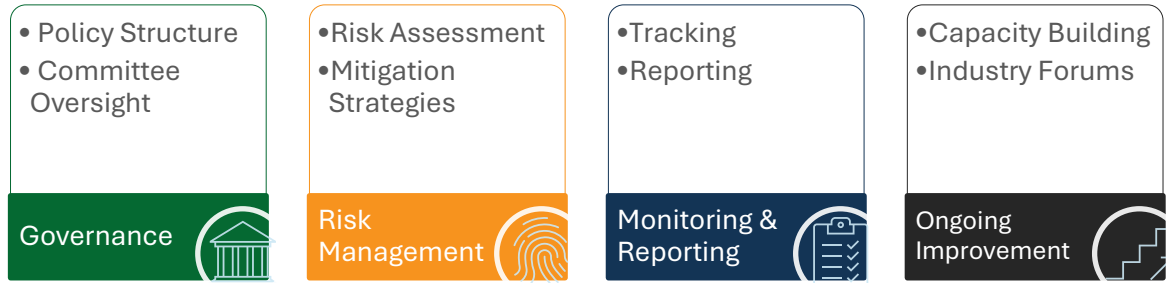 • Policy Structure
• Committee
Oversight
Governance
•Risk Assessment
•Mitigation
Strategies
Risk
Management
•Tracking
•Reporting
Monitoring &
Reporting
•Capacity Building
•Industry Forums
Ongoing
Improvement